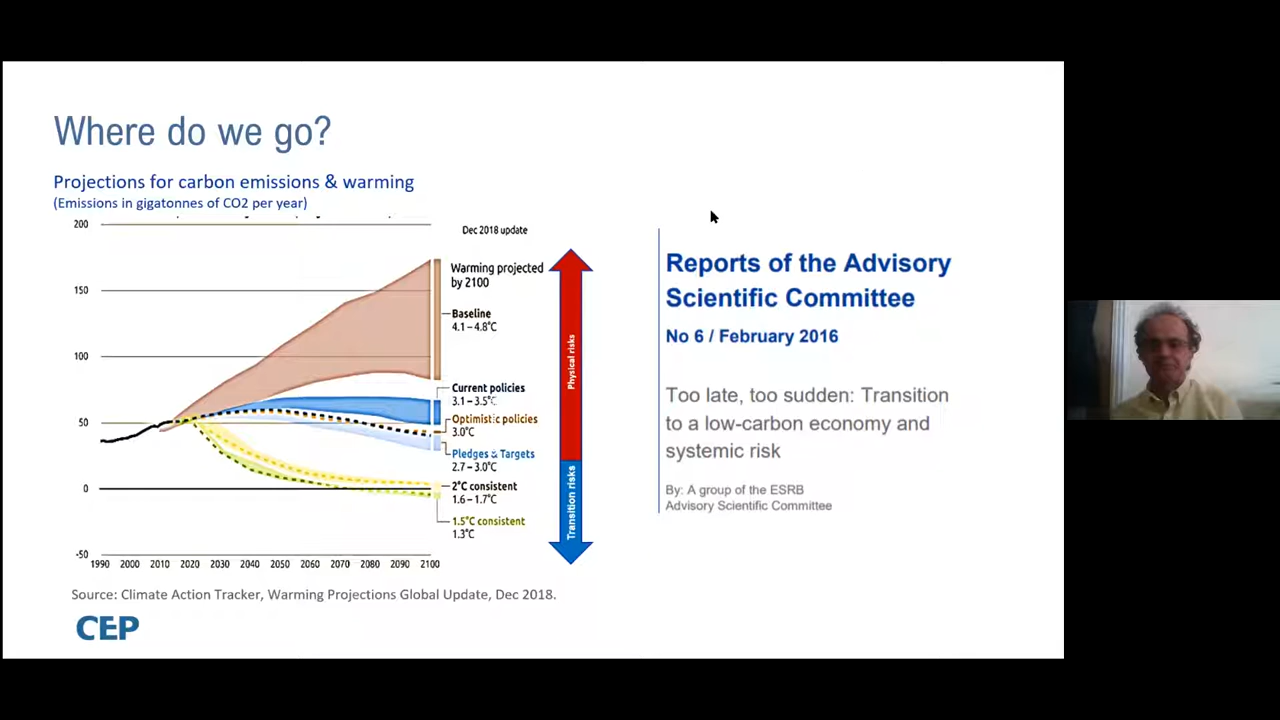 Where do we go?
Projections for carbon emissions & warming
(Emissions in gigatonnes of CO2 per year)
200
150
100
50
0
-50
1990 2000 2010 2020 2030 2040 2050 2060 2070 2080 2090 2100
Dec 2018 update
Warming projected
by 2100
Baseline
4.1 – 4.8°C
Current policies
3.1 – 3.5°C
Optimistic policies
3.0°C
Pledges & Targets
2.7 – 3.0°C
2°C consistent
1.6 – 1.7°C
1.5°C consistent
1.3°C
Physical risks
Transition risks
Source: Climate Action Tracker, Warming Projections Global Update, Dec 2018.
CEP
Reports of the Advisory
Scientific Committee
No 6 / February 2016
Too late, too sudden: Transition
to a low-carbon economy and
systemic risk
By: A group of the ESRB
Advisory Scientific Committee